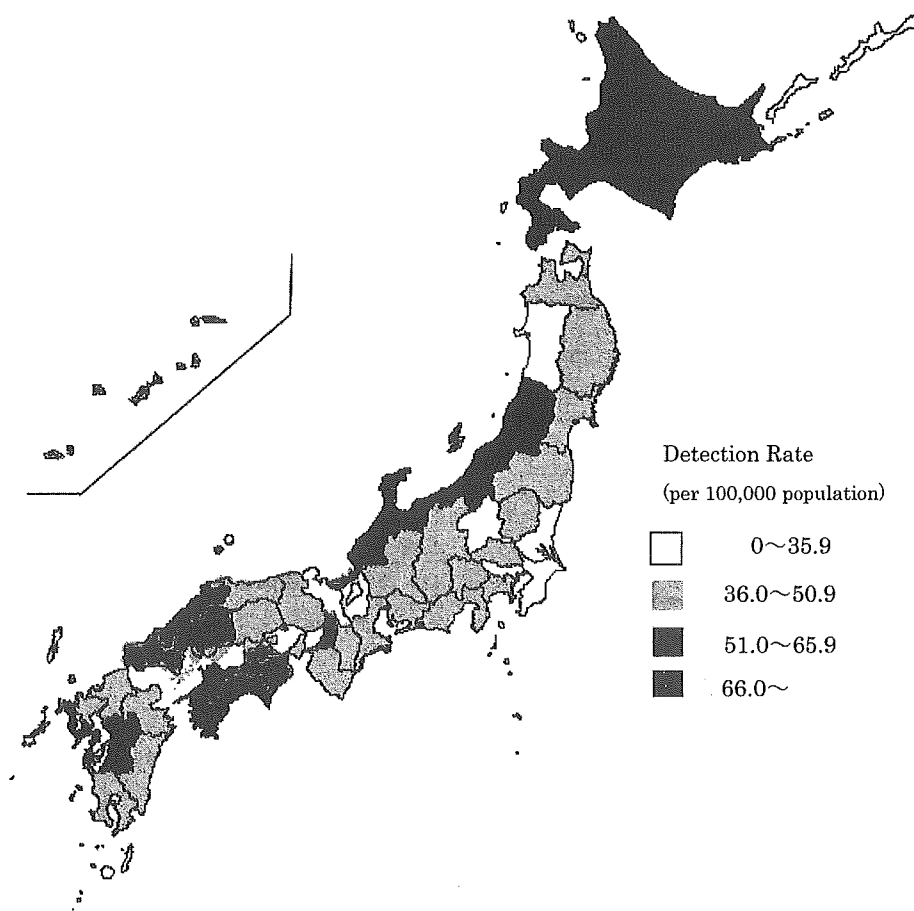 Detection Rate
(per 100,000 population)
0～35.9
36.0～50.9
51.0～65.9
66.0～